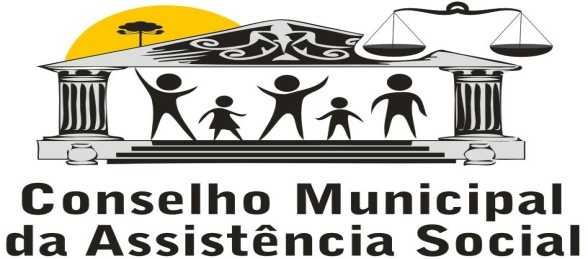 Conselho Municipal
da Assistência Social